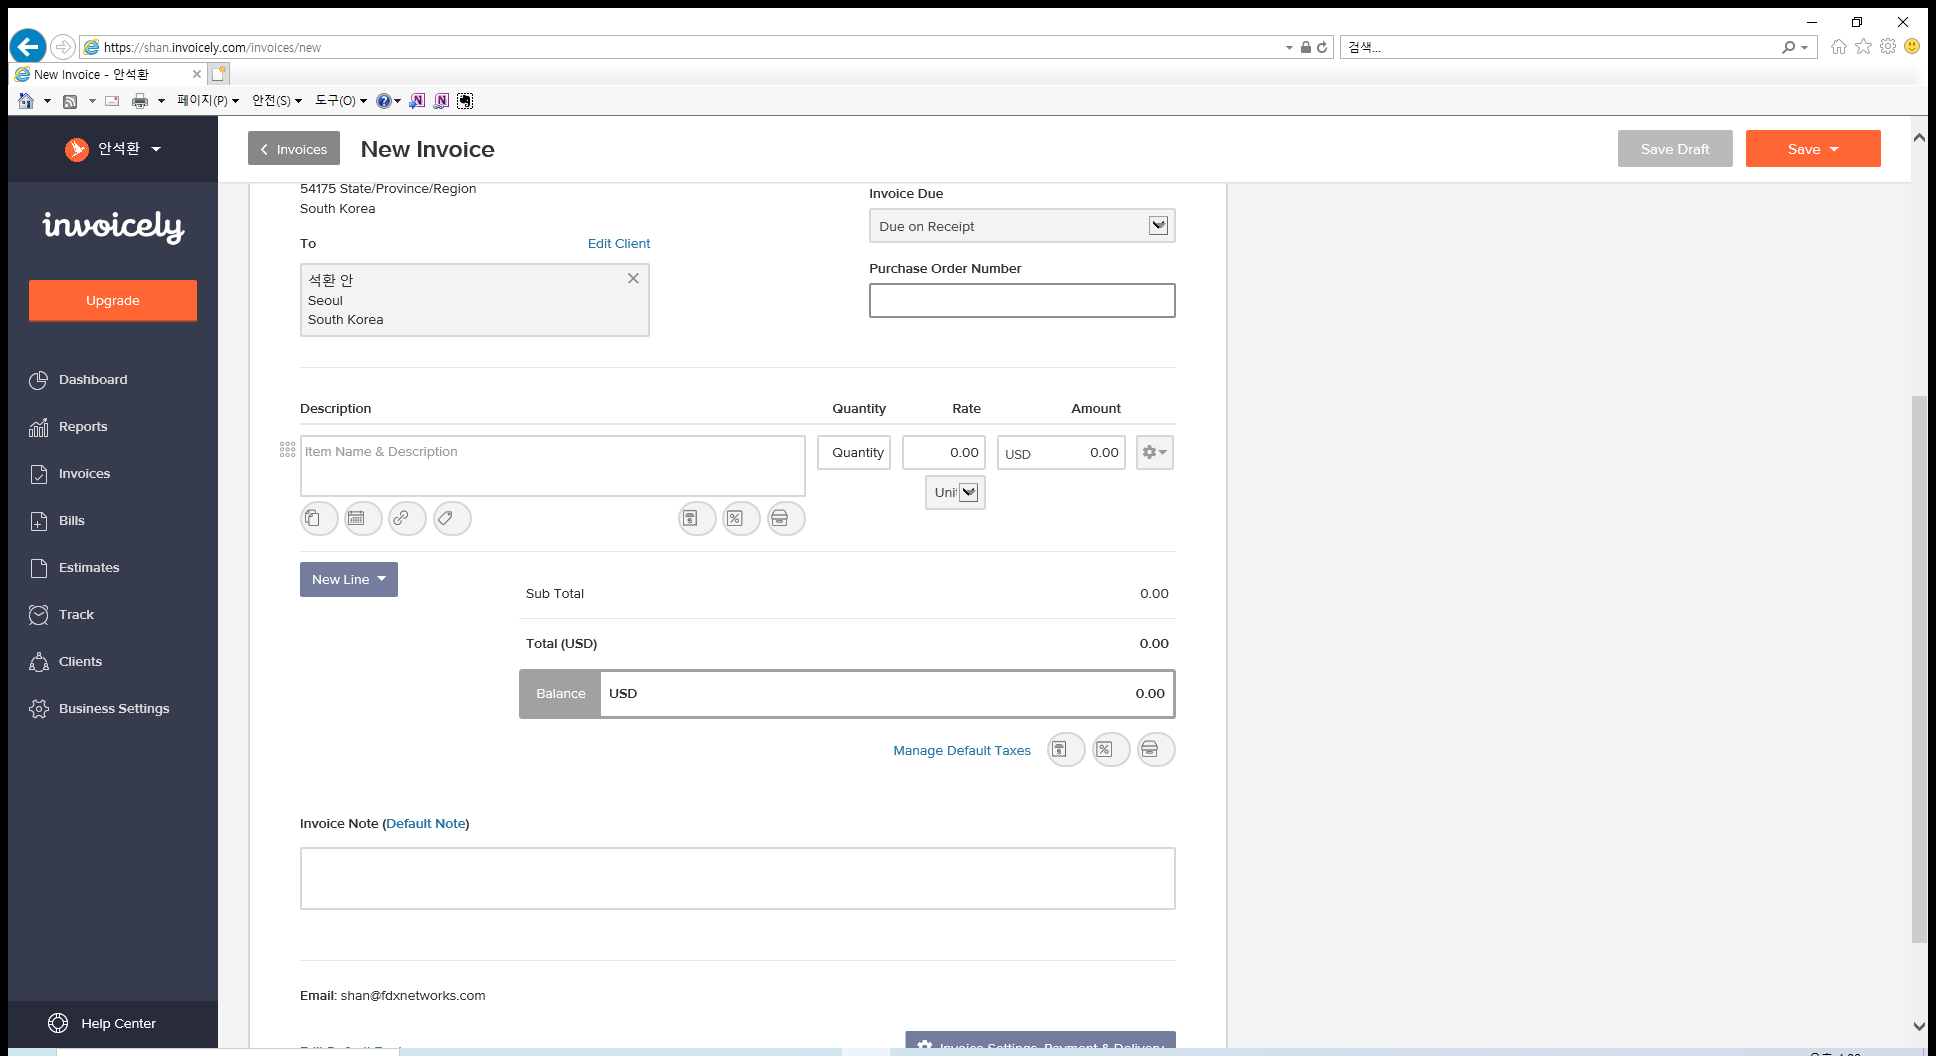 https://shan.invoicely.com/invoices/new
검색...
New Invoice - 안석환
페이지(P)
안전(S)
도구(O)
안석환
Invoices
New Invoice
Save Draft
Save
invoicely
Upgrade
Dashboard
Reports
Invoices
Bills
Estimates
Track
Clients
Business Settings
Help Center
54175 State/Province/Region
South Korea
Invoice Due
Due on Receipt
To
Edit Client
석환 안
Seoul
South Korea
Purchase Order Number
Description
Quantity
Rate
Amount
Item Name & Description
Quantity
0.00
USD
0.00
Uni
New Line
Sub Total
0.00
Total (USD)
0.00
Balance
USD
0.00
Manage Default Taxes
Invoice Note (Default Note)
Email: shan@fdxnetworks.com
Invoice Settings, Payment & Delivery